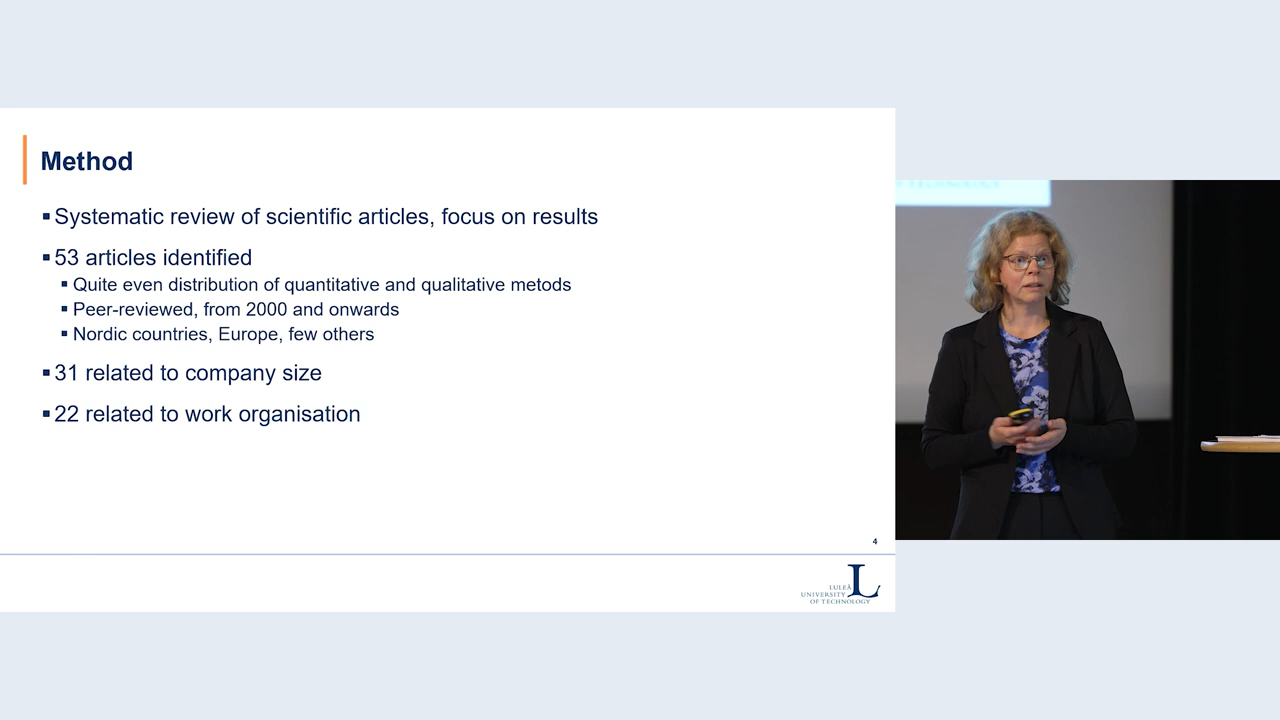 Method
▪Systematic review of scientific articles, focus on results
▪53 articles identified
▪Quite even distribution of quantitative and qualitative metods
▪Peer-reviewed, from 2000 and onwards
▪Nordic countries, Europe, few others
▪31 related to company size
▪22 related to work organisation
4
LULEÅ
UNIVERSITY
OF TECHNOLOGY
L
Y OF TECHNOLOGY